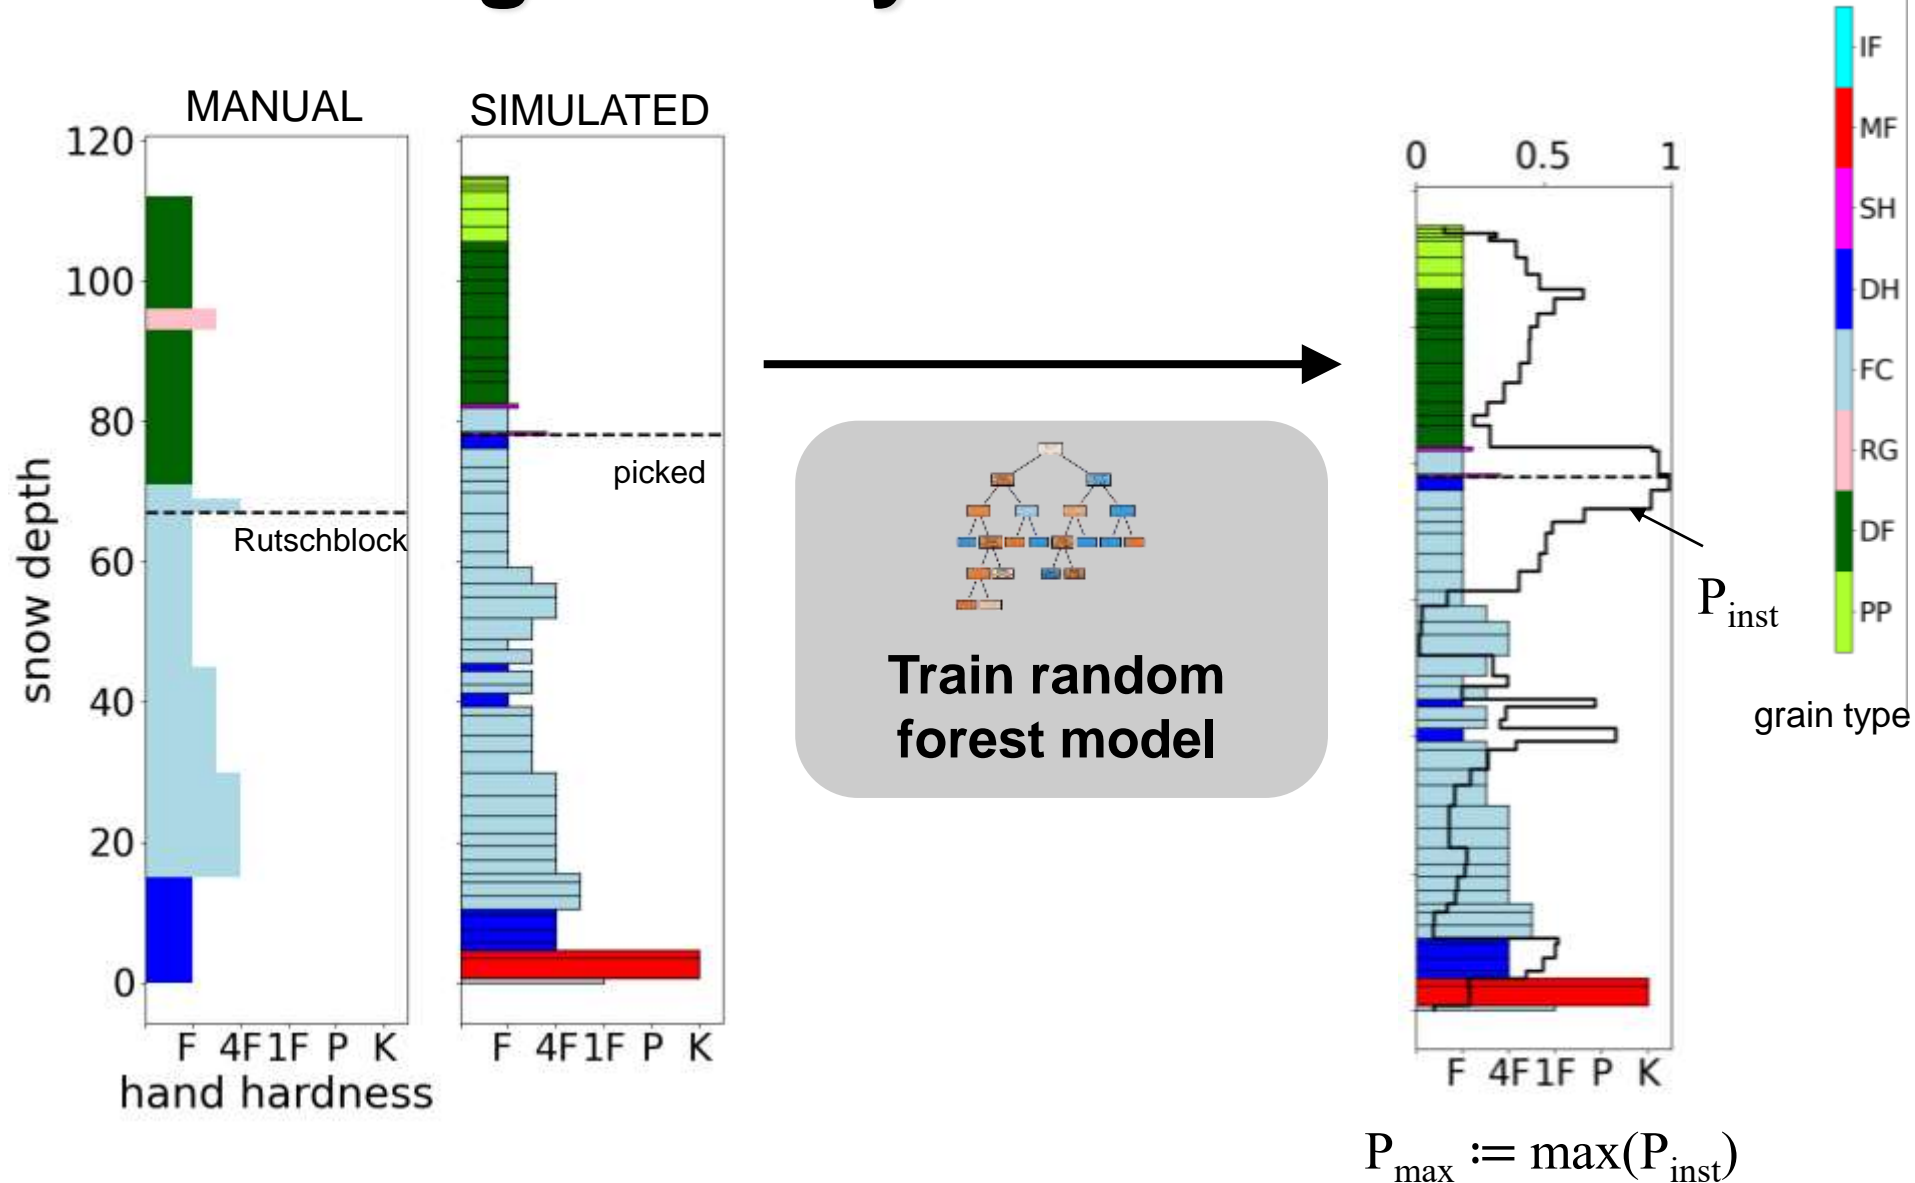 MANUAL
SIMULATED
120
100
80
60
40
20
0
snow depth
Rutschblock
picked
F 4F 1F P K
hand hardness
F 4F 1F P K
Train random
forest model
0 0.5 1
P_inst
F 4F 1F P K
P_max ≔ max(P_inst)
IF
MF
SH
DH
FC
RG
DF
PP
grain type